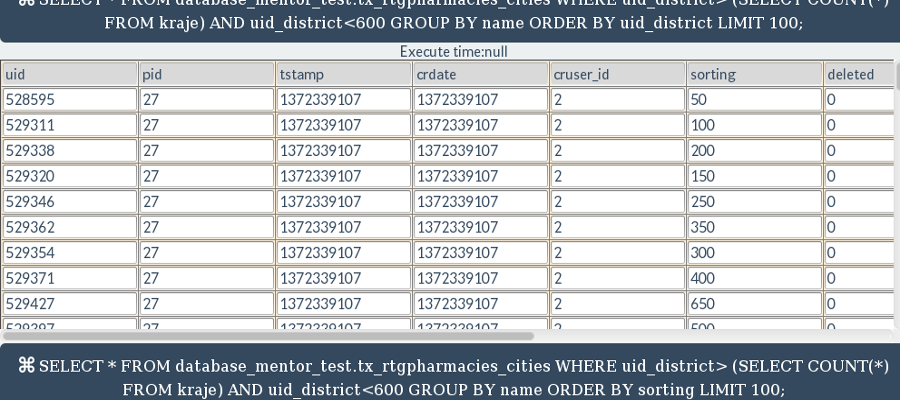 ⌘ SELECT * FROM database_mentor_test.tx_rtgpharmacies_cities WHERE uid_district> (SELECT COUNT(*)
FROM kraje) AND uid_district<600 GROUP BY name ORDER BY uid_district LIMIT 100;
Execute time:null
uid pid tstamp crdate cruser_id sorting deleted
528595 27 1372339107 1372339107 2 50 0
529311 27 1372339107 1372339107 2 100 0
529338 27 1372339107 1372339107 2 200 0
529320 27 1372339107 1372339107 2 150 0
529346 27 1372339107 1372339107 2 250 0
529362 27 1372339107 1372339107 2 350 0
529354 27 1372339107 1372339107 2 300 0
529371 27 1372339107 1372339107 2 400 0
529427 27 1372339107 1372339107 2 650 0
529397 27 1372339107 1372339107 2 500 0
⌘ SELECT * FROM database_mentor_test.tx_rtgpharmacies_cities WHERE uid_district> (SELECT COUNT(*)
FROM kraje) AND uid_district<600 GROUP BY name ORDER BY sorting LIMIT 100;